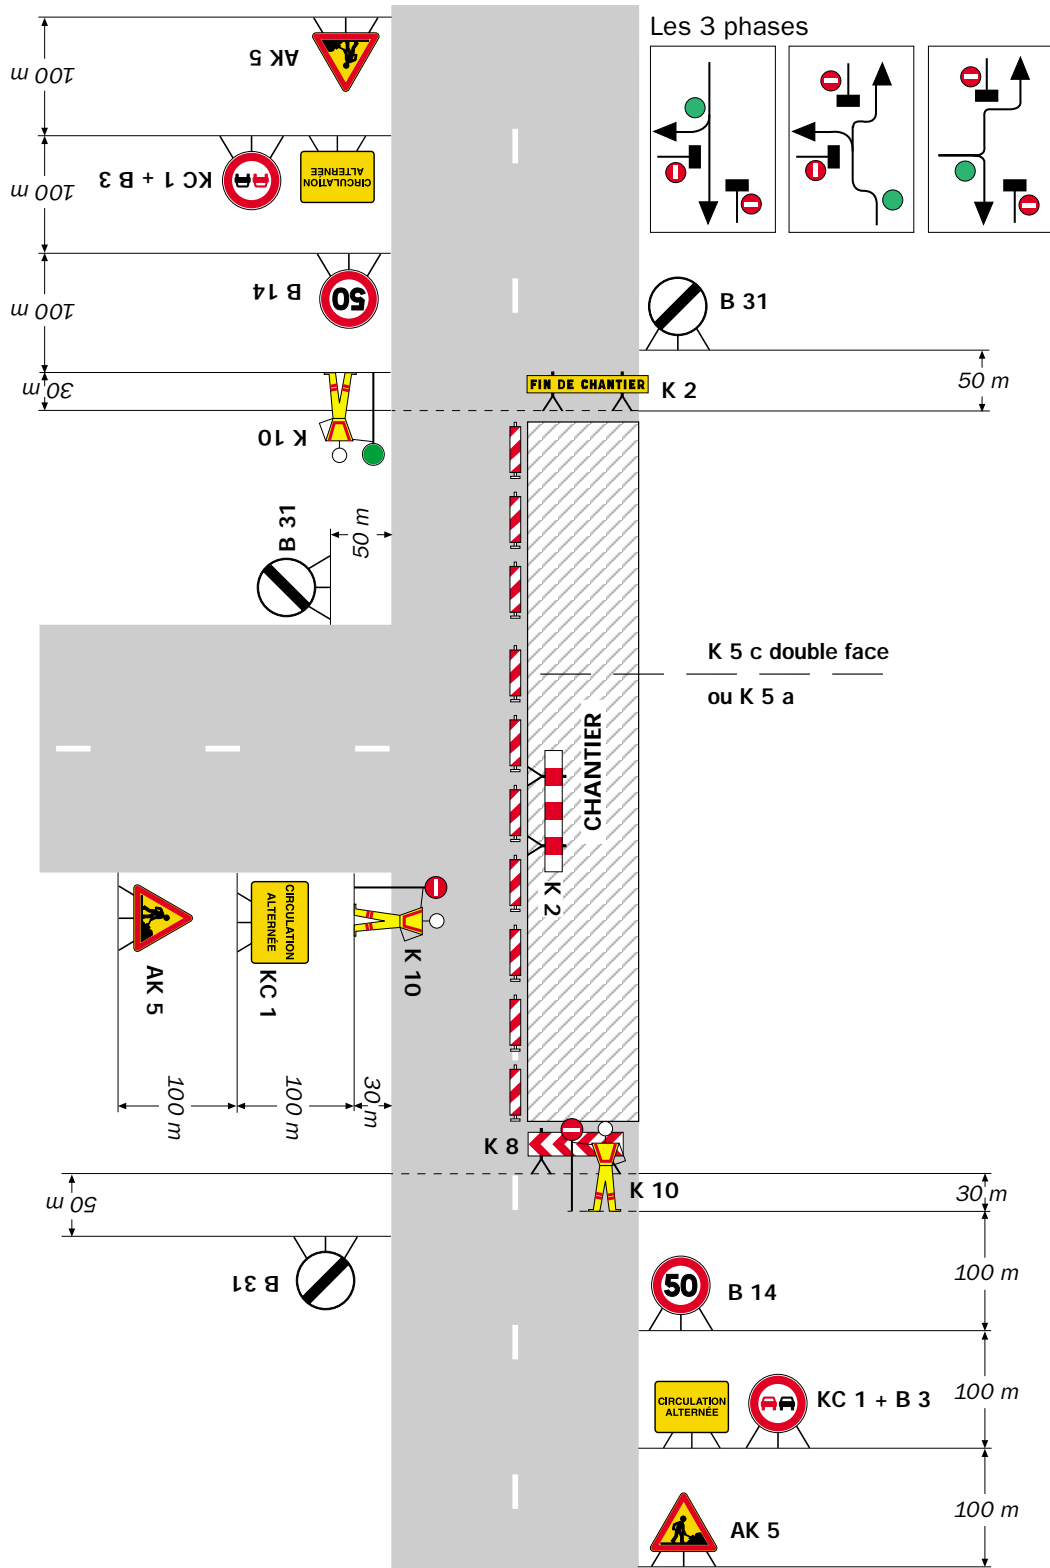 Les 3 phases
AK 5
100 m
KC 1 + B 3
CIRCULATION
ALTERNÉE
100 m
B 14
50
100 m
B 31
50 m
30 m
K 10
FIN DE CHANTIER
K 2
B 31
50 m
K 5 c double face
ou K 5 a
CHANTIER
K 2
AK 5
KC 1
CIRCULATION
ALTERNÉE
K 10
100 m
100 m
30 m
K 8
K 10
30 m
50 m
B 31
50
B 14
100 m
CIRCULATION
ALTERNÉE
KC 1 + B 3
100 m
AK 5
100 m